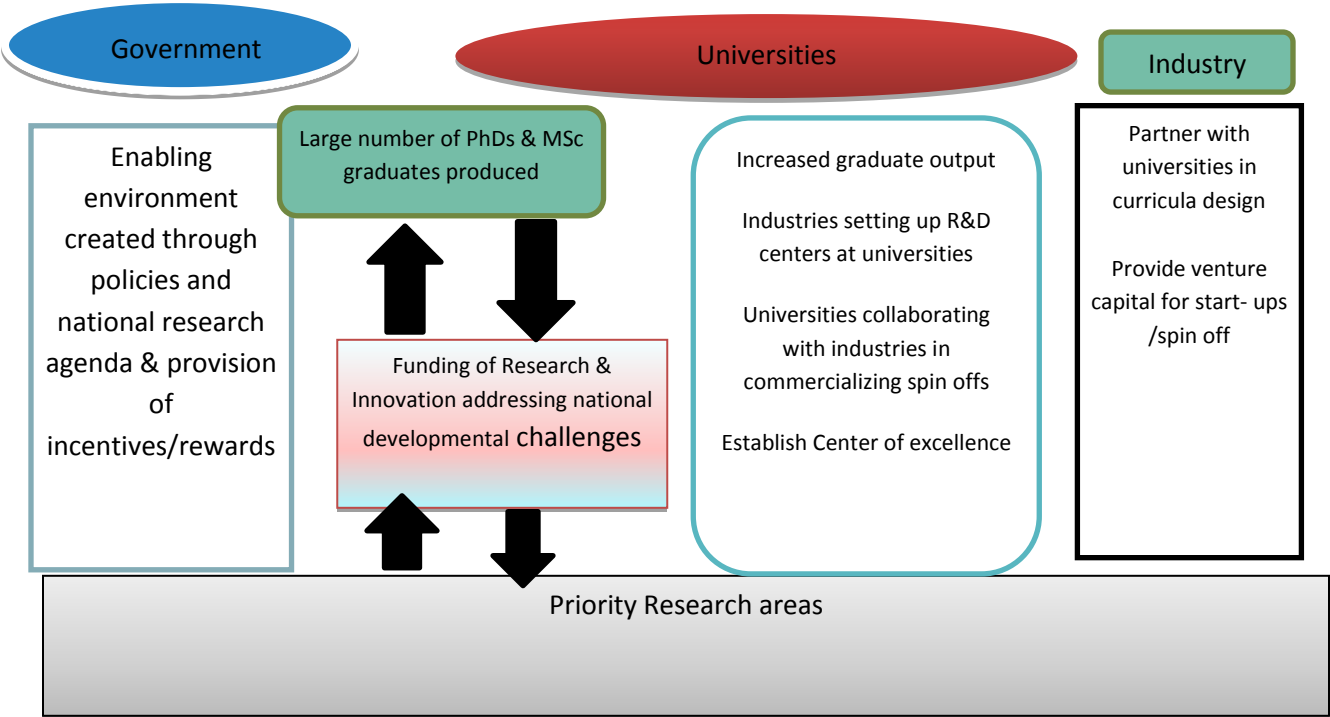 Government
Universities
Industry
Enabling
environment
created through
policies and
national research
agenda & provision
of
incentives/rewards
Large number of PhDs & MSc
graduates produced
Funding of Research &
Innovation addressing national
developmental challenges
Increased graduate output
Industries setting up R&D
centers at universities
Universities collaborating
with industries in
commercializing spin offs
Establish Center of excellence
Partner with
universities in
curricula design
Provide venture
capital for start- ups
/spin off
Priority Research areas